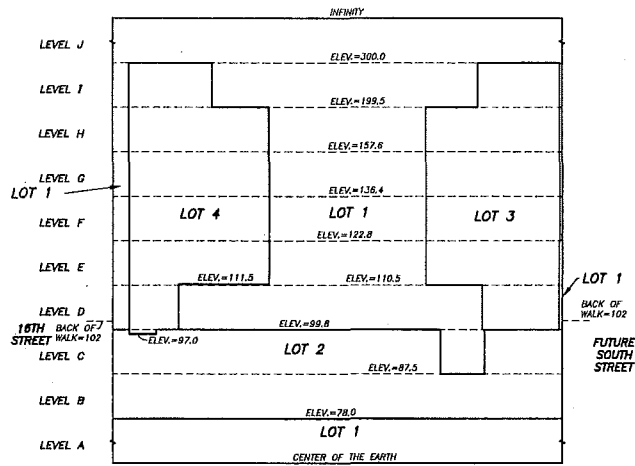 INFINITY
LEVEL J
ELEV.=300.0
LEVEL I
ELEV.=199.5
LEVEL H
ELEV.=157.6
LEVEL G
ELEV.=136.4
LOT 1
LEVEL F
LOT 4
LOT 1
LOT 3
ELEV.=122.8
LEVEL E
ELEV.=111.5
ELEV.=110.5
LOT 1
LEVEL D
BACK OF
WALK=102
ELEV.=99.8
16TH
STREET
BACK OF
WALK=102
ELEV.=97.0
LOT 2
LEVEL C
FUTURE
SOUTH
STREET
ELEV.=87.5
LEVEL B
ELEV.=78.0
LOT 1
LEVEL A
CENTER OF THE EARTH